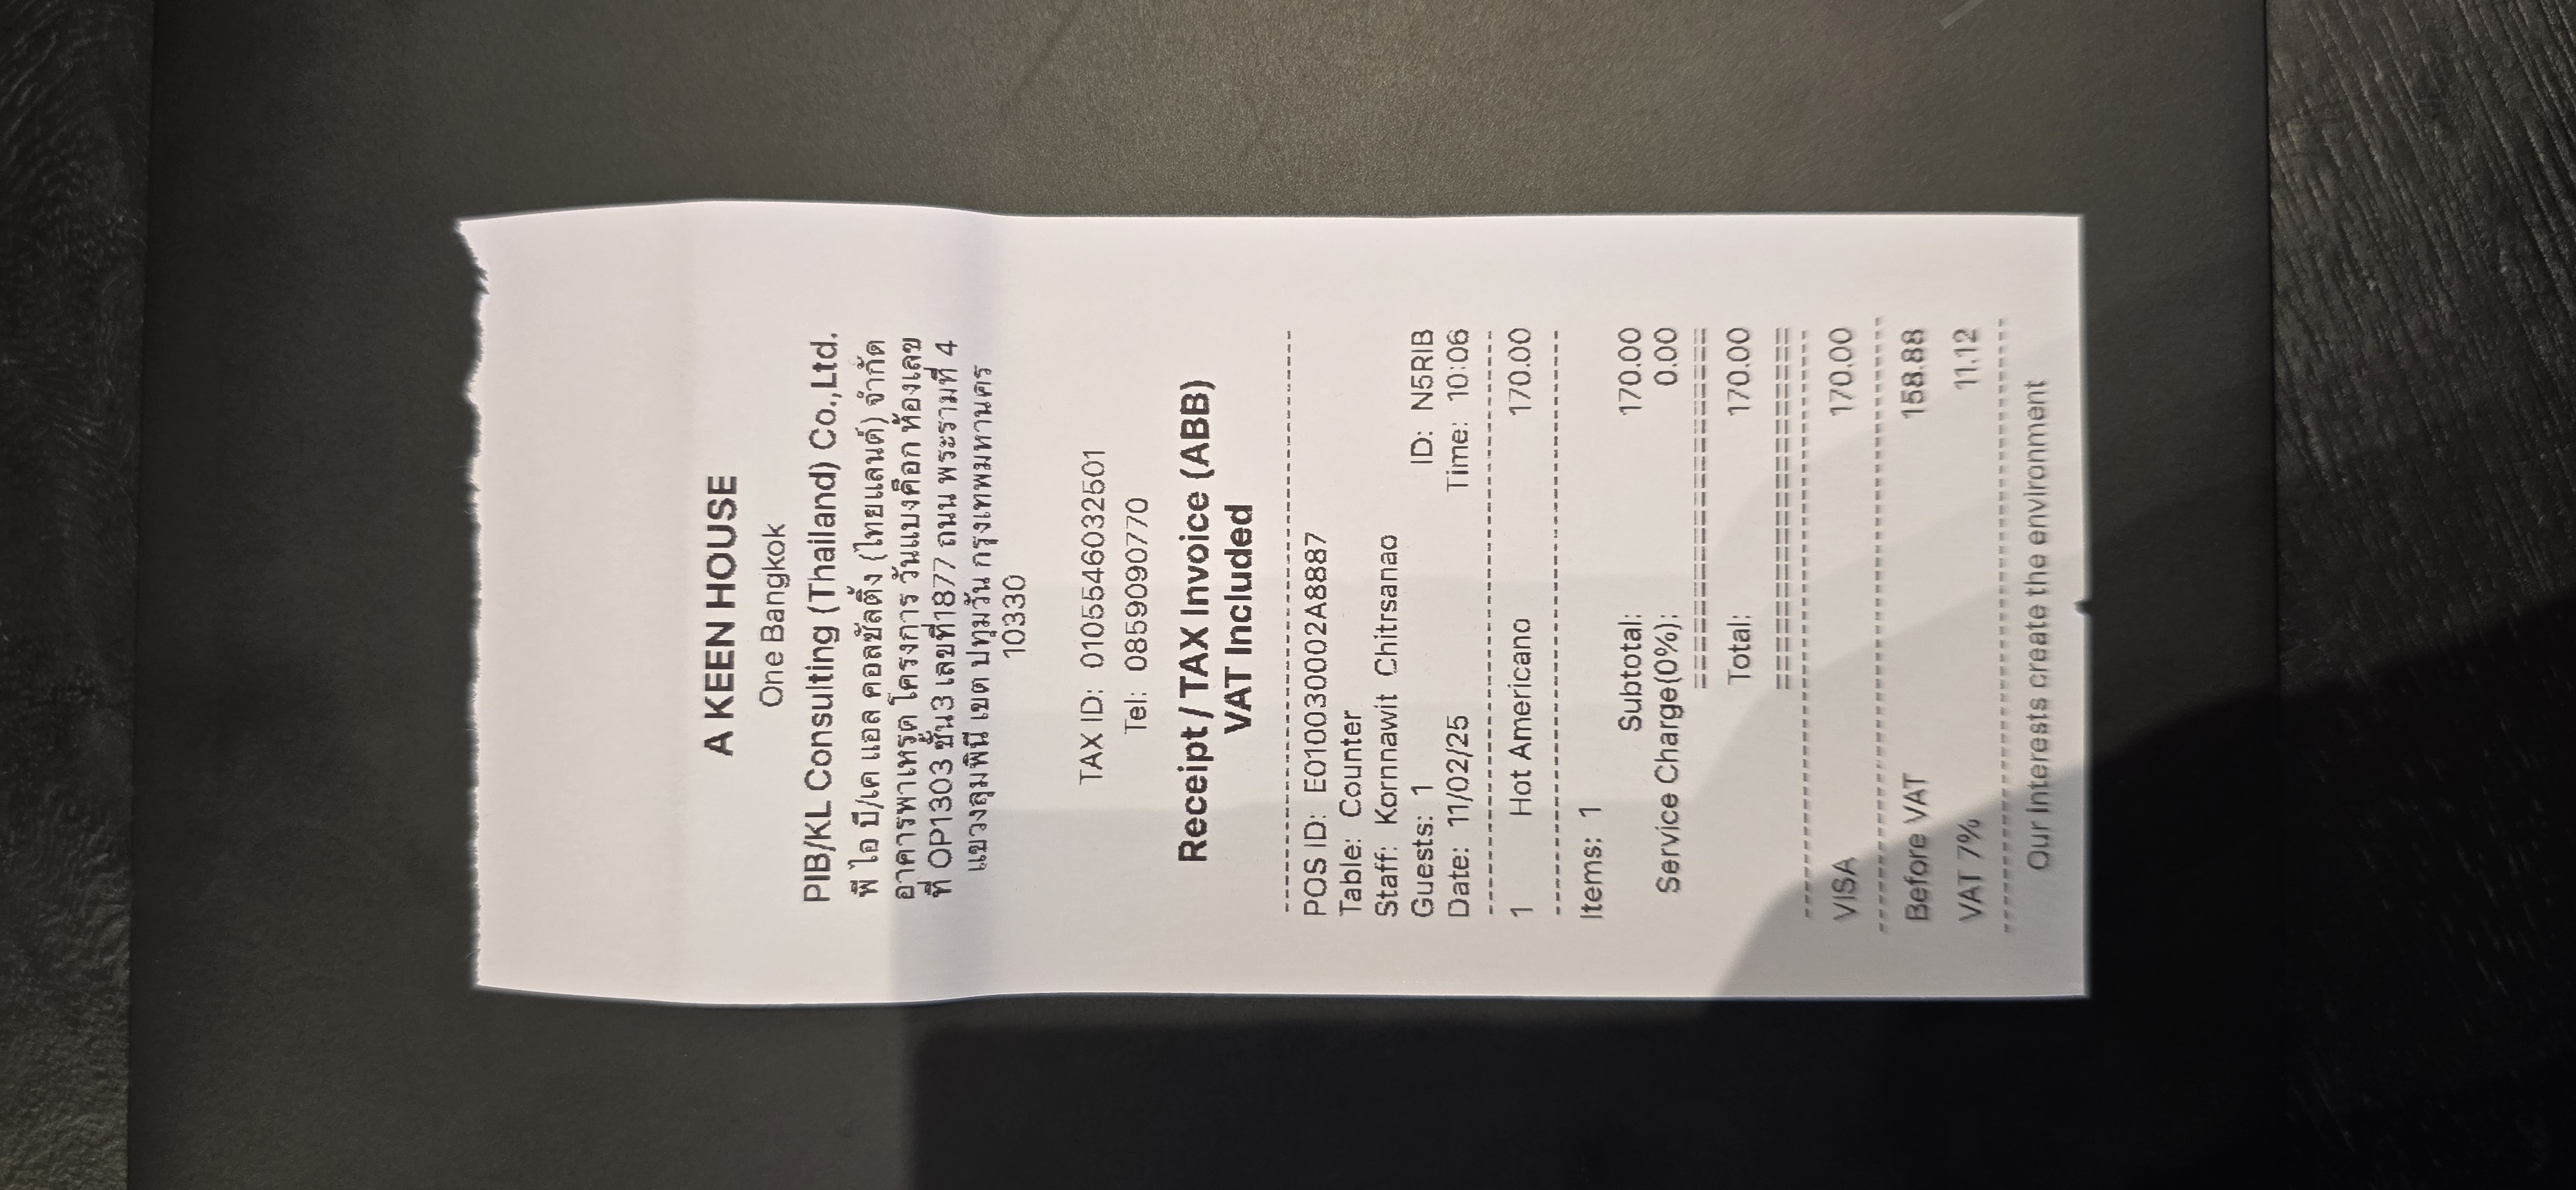 A KEEN HOUSE
One Bangkok
PIB/KL Consulting (Thailand) Co.,Ltd.
พี ไอ บี/เค แอล คอลซัลติ้ง (ไทยแลนด์) จำกัด
อาคารพาเหรด โครงการ วันแบงค็อก ห้องเลข
ที่ OP1303 ชั้น3 เลขที่1877 ถนน พระรามที่ 4
แขวงลุมพินี เขต ปทุมวัน กรุงเทพมหานคร
10330
TAX ID: 0105546032501
Tel: 0859090770
Receipt / TAX Invoice (ABB)
VAT Included
--------------------------------------------------
POS ID: E010030002A8887
Table: Counter
Staff: Kornnawit Chitrsanao
Guests: 1 ID: N5RIB
Date: 11/02/25 Time: 10:06
--------------------------------------------------
1 Hot Americano 170.00
--------------------------------------------------
Items: 1
Subtotal: 170.00
Service Charge(0%): 0.00
====================
Total: 170.00
====================
--------------------------------------------------
VISA 170.00
--------------------------------------------------
Before VAT 158.88
VAT 7% 11.12
--------------------------------------------------
Our interests create the environment